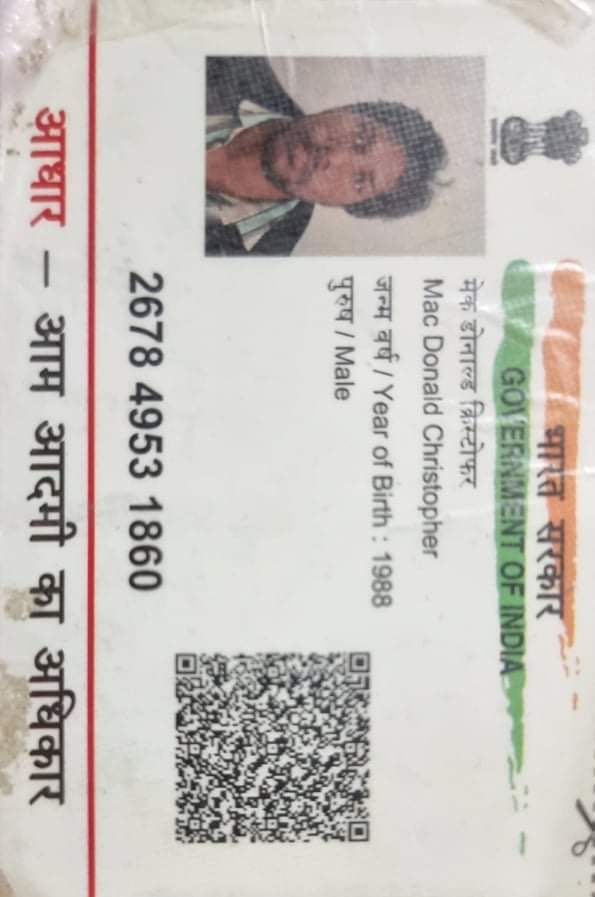 भारत सरकार
GOVERNMENT OF INDIA
मेक डोनाल्ड क्रिस्टोफर
Mac Donald Christopher
जन्म वर्ष / Year of Birth : 1988
पुरुष / Male
2678 4953 1860
आधार – आम आदमी का अधिकार